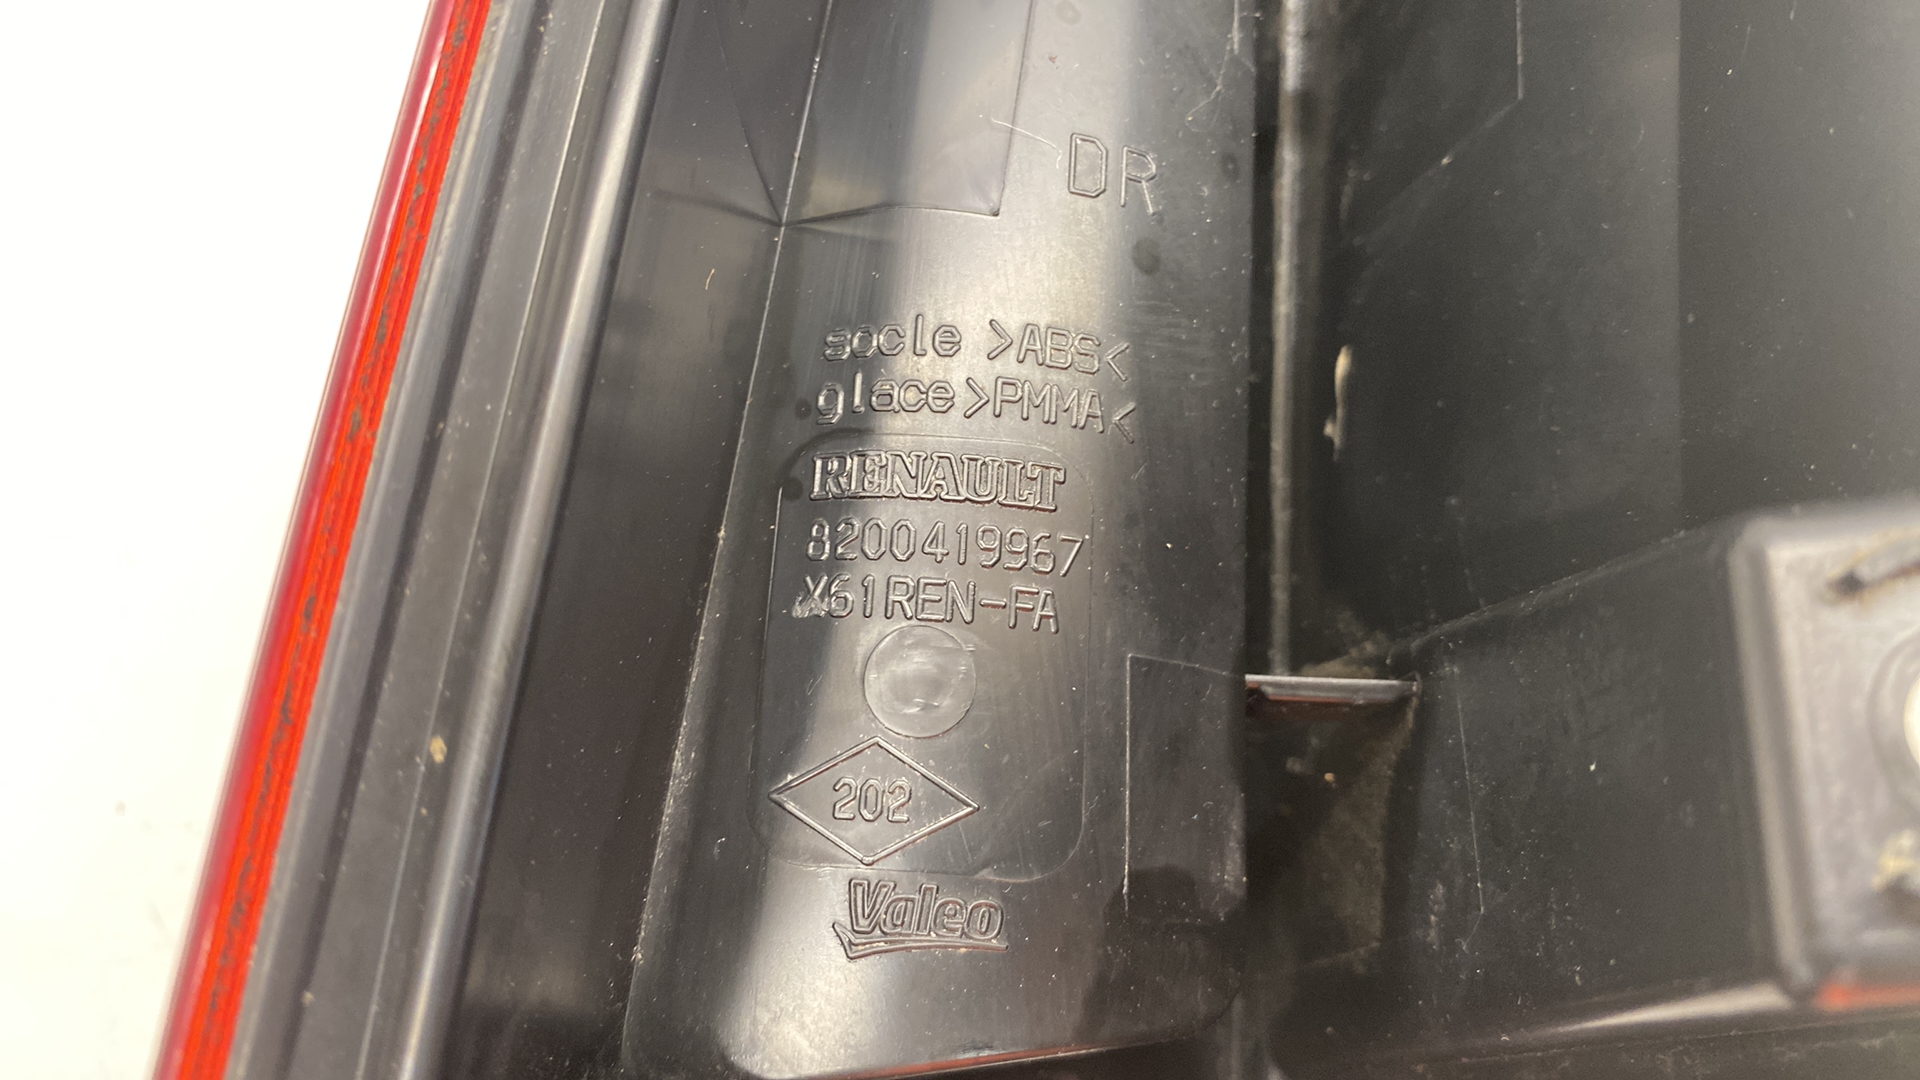 DR
socle >ABS<
glace >PMMA<
RENAULT
8200419967
X61REN-FA
202
Valeo